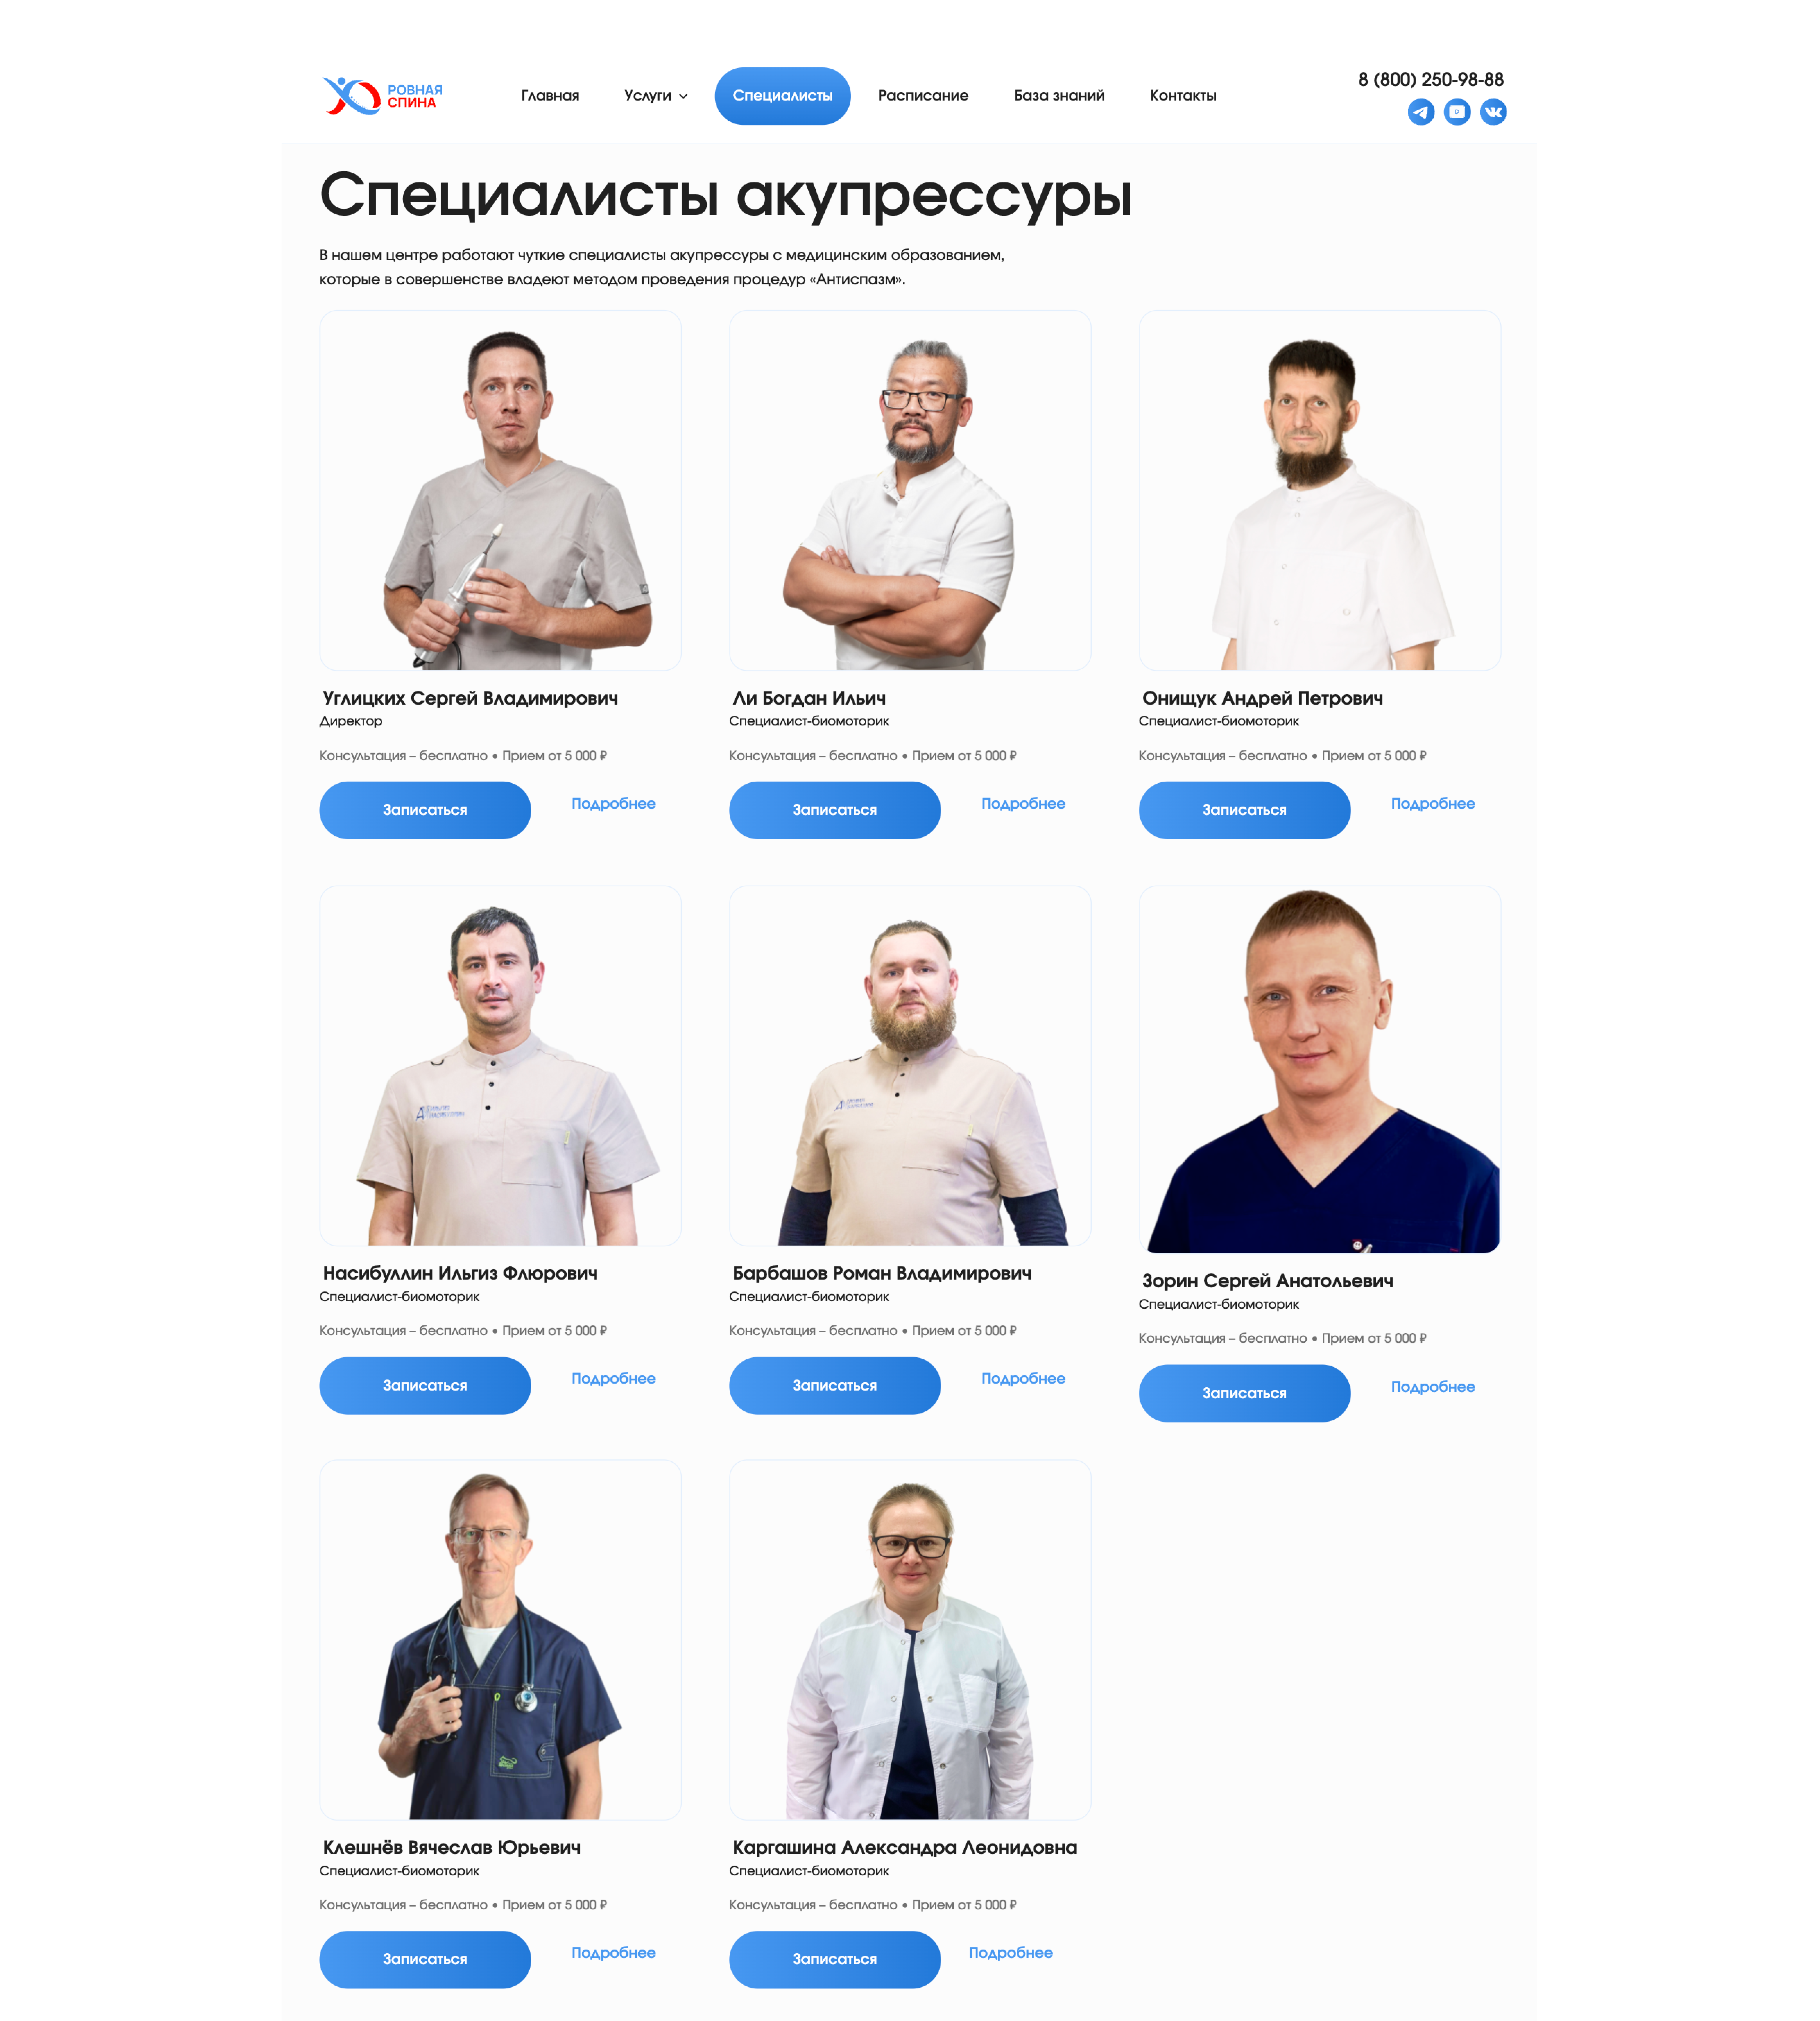 РОВНАЯ
СПИНА
Главная
Услуги
Специалисты
Расписание
База знаний
Контакты
8 (800) 250-98-88
Специалисты акупрессуры
В нашем центре работают чуткие специалисты акупрессуры с медицинским образованием,
которые в совершенстве владеют методом проведения процедур «Антиспазм».
Углицких Сергей Владимирович
Директор
Консультация – бесплатно • Прием от 5 000 ₽
Записаться
Подробнее
Ли Богдан Ильич
Специалист-биомоторик
Консультация – бесплатно • Прием от 5 000 ₽
Записаться
Подробнее
Онищук Андрей Петрович
Специалист-биомоторик
Консультация – бесплатно • Прием от 5 000 ₽
Записаться
Подробнее
Насибуллин Ильгиз Флюрович
Специалист-биомоторик
Консультация – бесплатно • Прием от 5 000 ₽
Записаться
Подробнее
Барбашов Роман Владимирович
Специалист-биомоторик
Консультация – бесплатно • Прием от 5 000 ₽
Записаться
Подробнее
Зорин Сергей Анатольевич
Специалист-биомоторик
Консультация – бесплатно • Прием от 5 000 ₽
Записаться
Подробнее
Клешнёв Вячеслав Юрьевич
Специалист-биомоторик
Консультация – бесплатно • Прием от 5 000 ₽
Записаться
Подробнее
Каргашина Александра Леонидовна
Специалист-биомоторик
Консультация – бесплатно • Прием от 5 000 ₽
Записаться
Подробнее